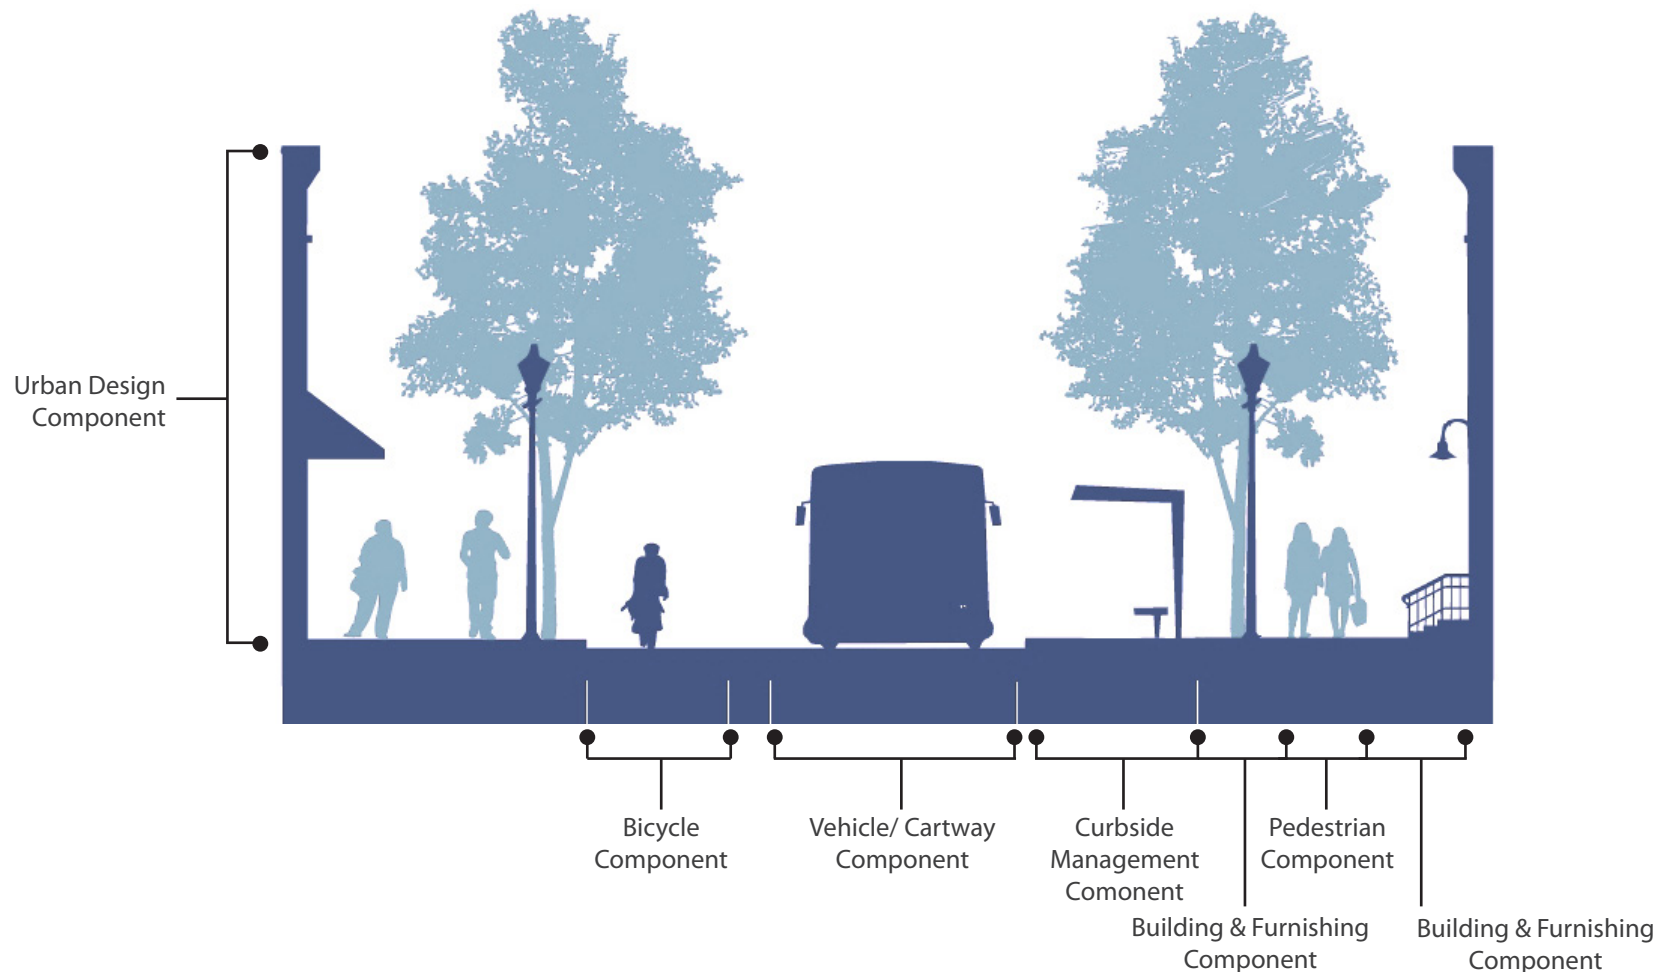 Urban Design
Component
Bicycle
Component
Vehicle/ Cartway
Component
Curbside
Management
Comonent
Pedestrian
Component
Building & Furnishing
Component
Building & Furnishing
Component